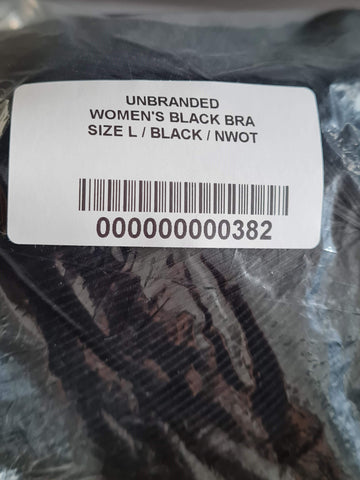 UNBRANDED
WOMEN'S BLACK BRA
SIZE L / BLACK / NWOT
000000000382